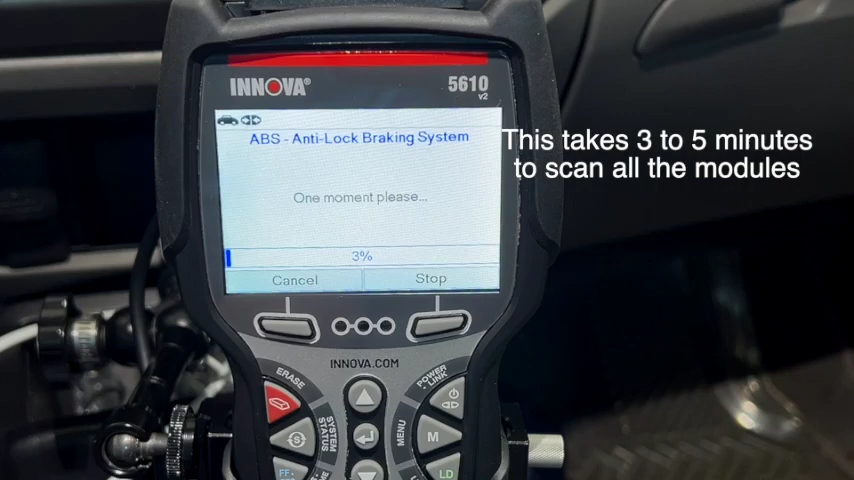 INNOVA®
5610
v2
ABS - Anti-Lock Braking System
One moment please...
3%
Cancel
Stop
This takes 3 to 5 minutes
to scan all the modules
INNOVA.COM
ERASE
POWER
LINK
SYSTEM
STATUS
MENU
S
M
FF
LD